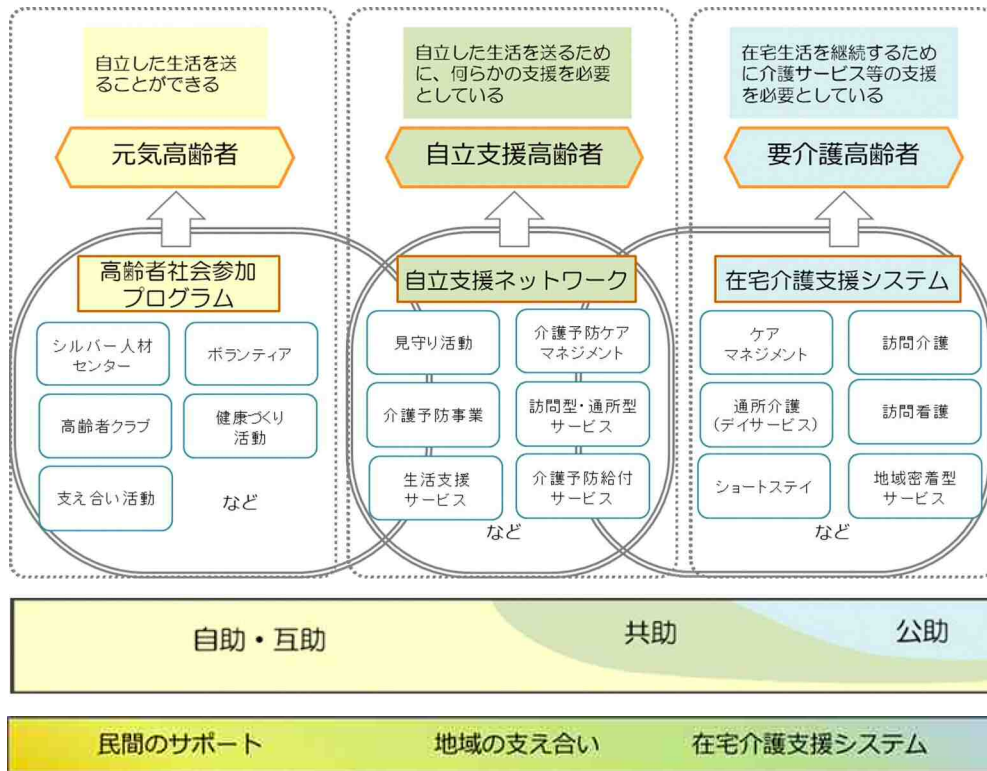 自立した生活を送
ることができる
元気高齢者
高齢者社会参加
プログラム
シルバー人材
センター
ボランティア
高齢者クラブ
健康づくり
活動
支え合い活動
など
自立した生活を送るため
に、何らかの支援を必要
としている
自立支援高齢者
自立支援ネットワーク
見守り活動
介護予防ケア
マネジメント
介護予防事業
訪問型・通所型
サービス
生活支援
サービス
介護予防給付
サービス
など
在宅生活を継続するため
に介護サービス等の支援
を必要としている
要介護高齢者
在宅介護支援システム
ケア
マネジメント
訪問介護
通所介護
(デイサービス)
訪問看護
ショートステイ
地域密着型
サービス
など
自助・互助
共助
公助
民間のサポート
地域の支え合い
在宅介護支援システム